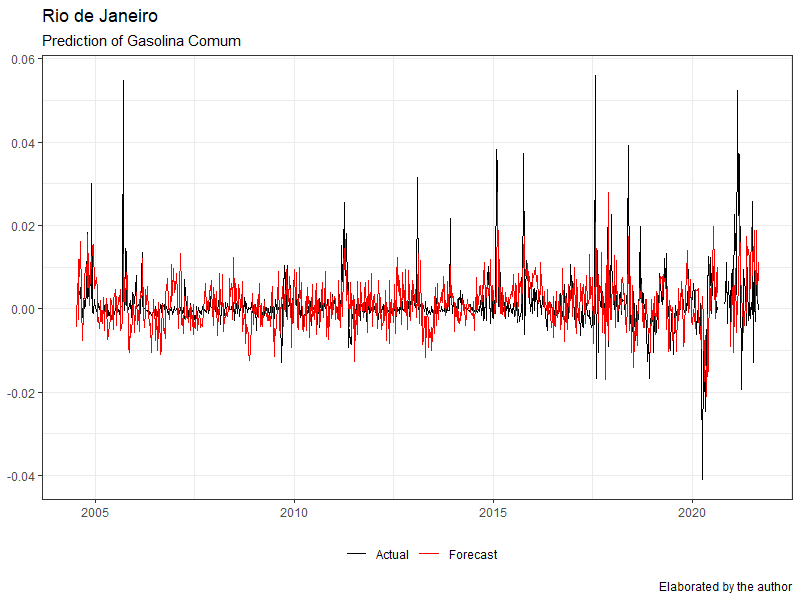 Rio de Janeiro
Prediction of Gasolina Comum
0.06
0.04
0.02
0.00
-0.02
-0.04
2005 2010 2015 2020
Actual Forecast
Elaborated by the author